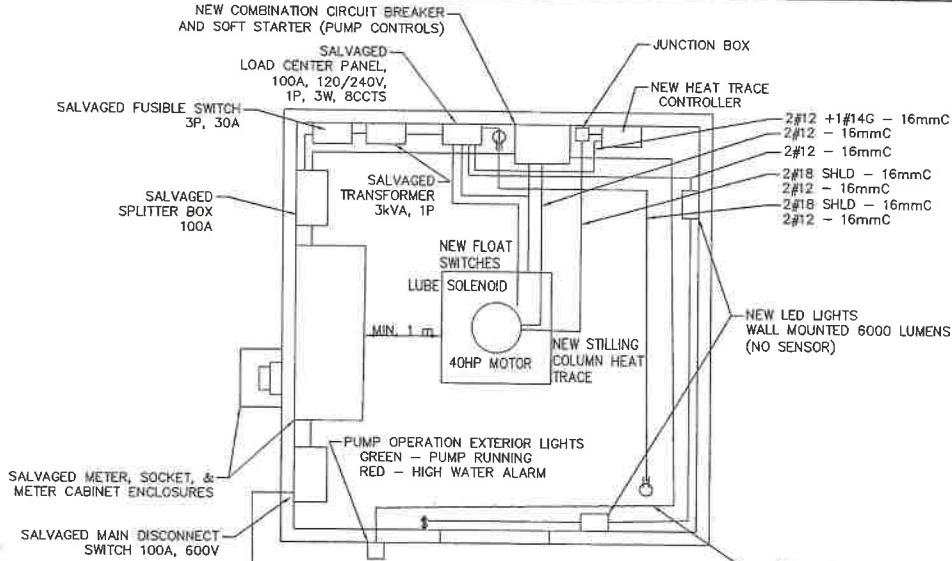 NEW COMBINATION CIRCUIT BREAKER
AND SOFT STARTER (PUMP CONTROLS)
SALVAGED
LOAD CENTER PANEL,
100A, 120/240V,
1P, 3W, 8CCTS
JUNCTION BOX
NEW HEAT TRACE
CONTROLLER
SALVAGED FUSIBLE SWITCH
3P, 30A
2#12 +1#14G - 16mmC
2#12 - 16mmC
2#12 - 16mmC
2#18 SHLD - 16mmC
2#12 - 16mmC
2#18 SHLD - 16mmC
2#12 - 16mmC
SALVAGED
TRANSFORMER
3kVA, 1P
SALVAGED
SPLITTER BOX
100A
NEW FLOAT
SWITCHES
LUBE SOLENOID
MIN. 1 m
40HP MOTOR
NEW STILLING
COLUMN HEAT
TRACE
NEW LED LIGHTS
WALL MOUNTED 6000 LUMENS
(NO SENSOR)
PUMP OPERATION EXTERIOR LIGHTS
GREEN - PUMP RUNNING
RED - HIGH WATER ALARM
SALVAGED METER, SOCKET, &
METER CABINET ENCLOSURES
SALVAGED MAIN DISCONNECT
SWITCH 100A, 600V